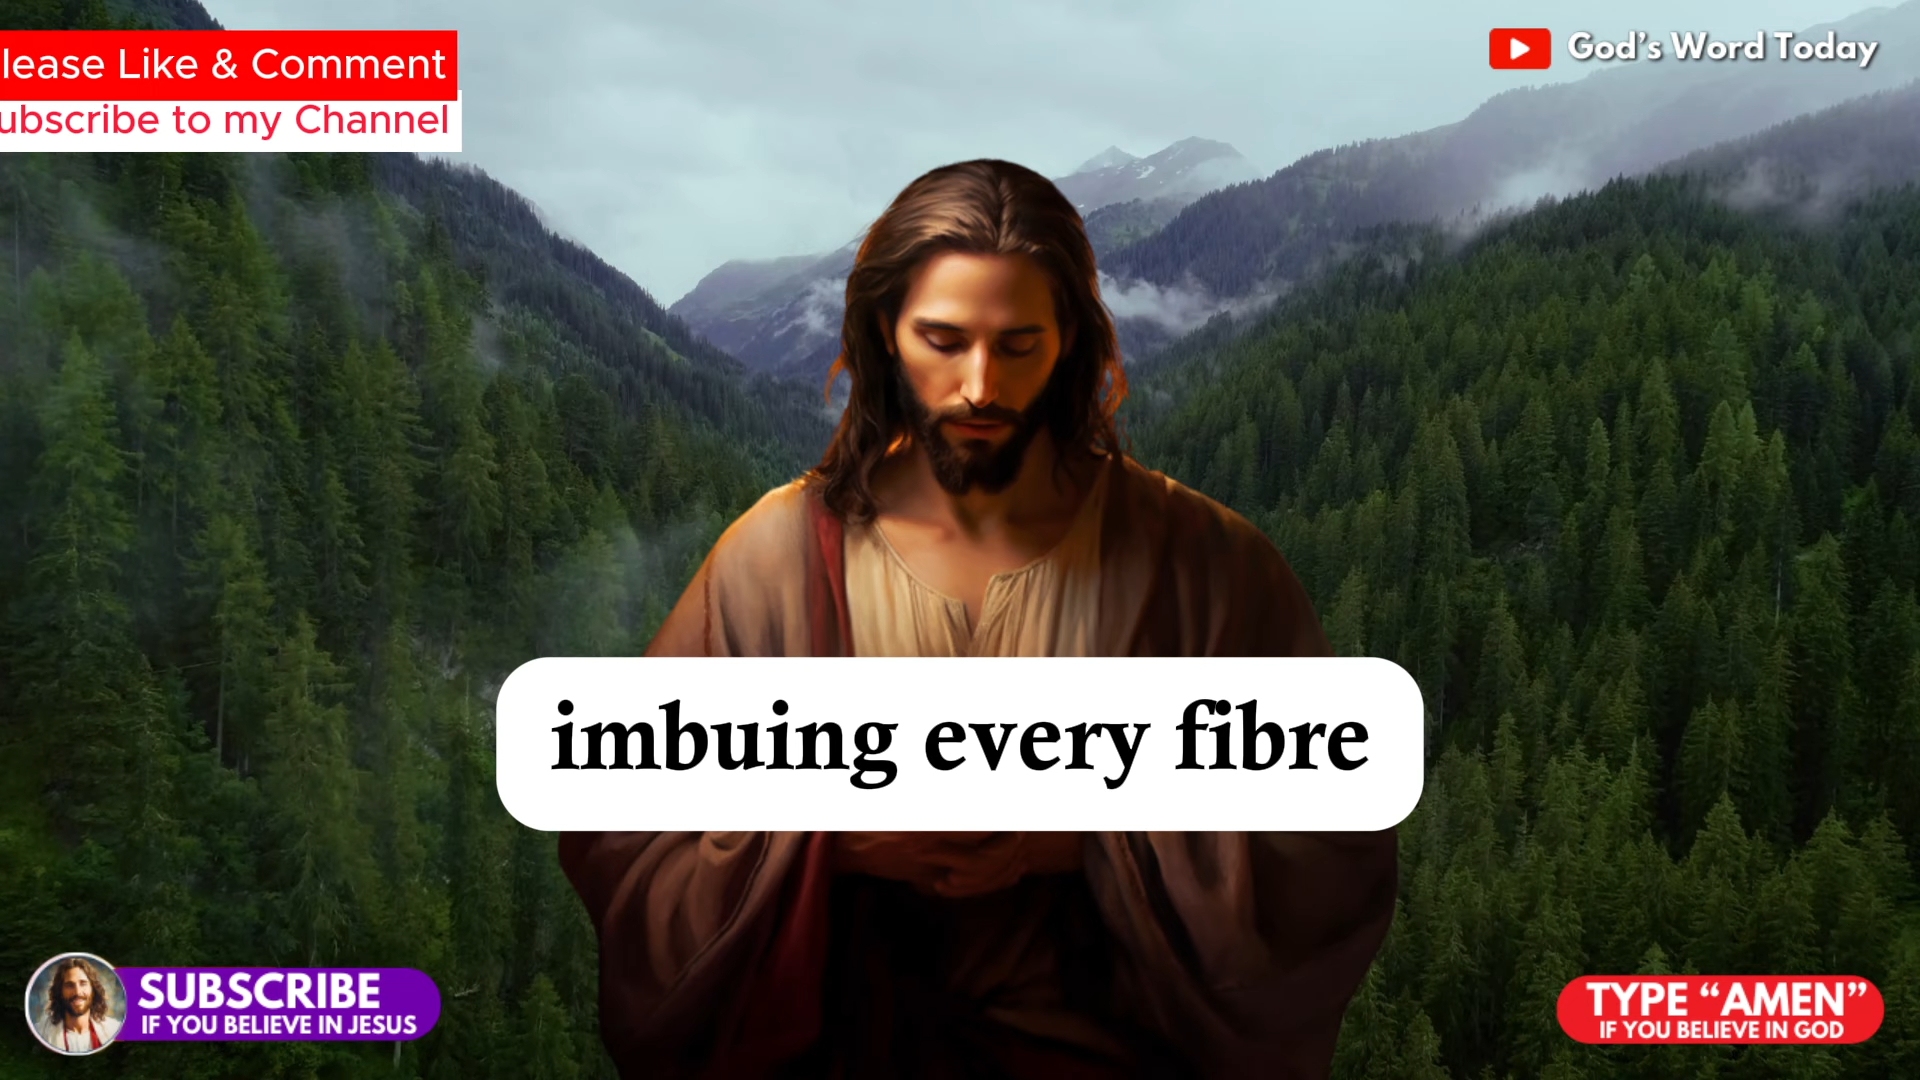 lease Like & Comment
ubscribe to my Channel
God's Word Today
imbuing every fibre
SUBSCRIBE
IF YOU BELIEVE IN JESUS
TYPE “AMEN”
IF YOU BELIEVE IN GOD